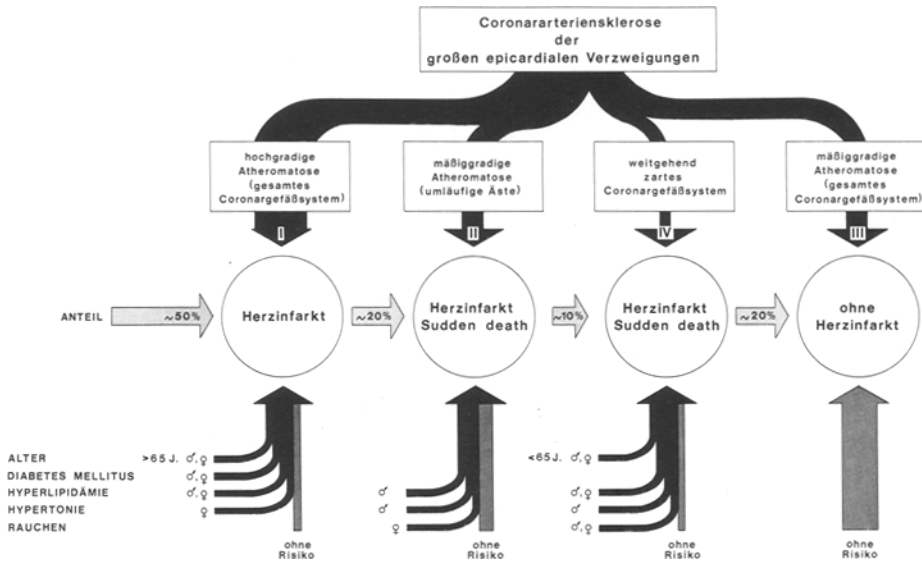 Coronararteriensklerose
der
großen epicardialen Verzweigungen
hochgradige
Atheromatose
(gesamtes
Coronargefäßsystem)
mäßiggradige
Atheromatose
(umläufige Äste)
weitgehend
zartes
Coronargefäßsystem
mäßiggradige
Atheromatose
(gesamtes
Coronargefäßsystem)
I
II
IV
III
ANTEIL
~50%
Herzinfarkt
~20%
Herzinfarkt
Sudden death
~10%
Herzinfarkt
Sudden death
~20%
ohne
Herzinfarkt
ALTER >65 J. ♂,♀ <65 J. ♂,♀
DIABETES MELLITUS ♂,♀
HYPERLIPIDÄMIE ♂,♀ ♂ ♂,♀
HYPERTONIE ♀ ♂ ♂
RAUCHEN ♀ ♂,♀
ohne
Risiko
ohne
Risiko
ohne
Risiko
ohne
Risiko